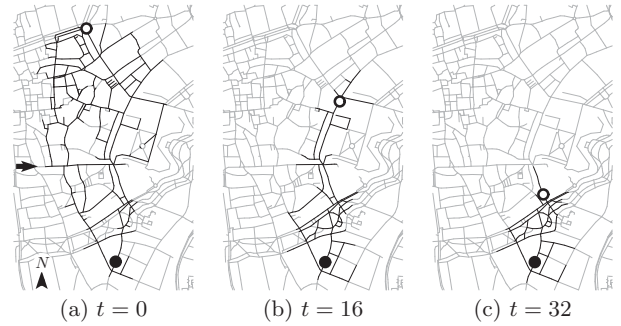 N
(a) t = 0
(b) t = 16
(c) t = 32